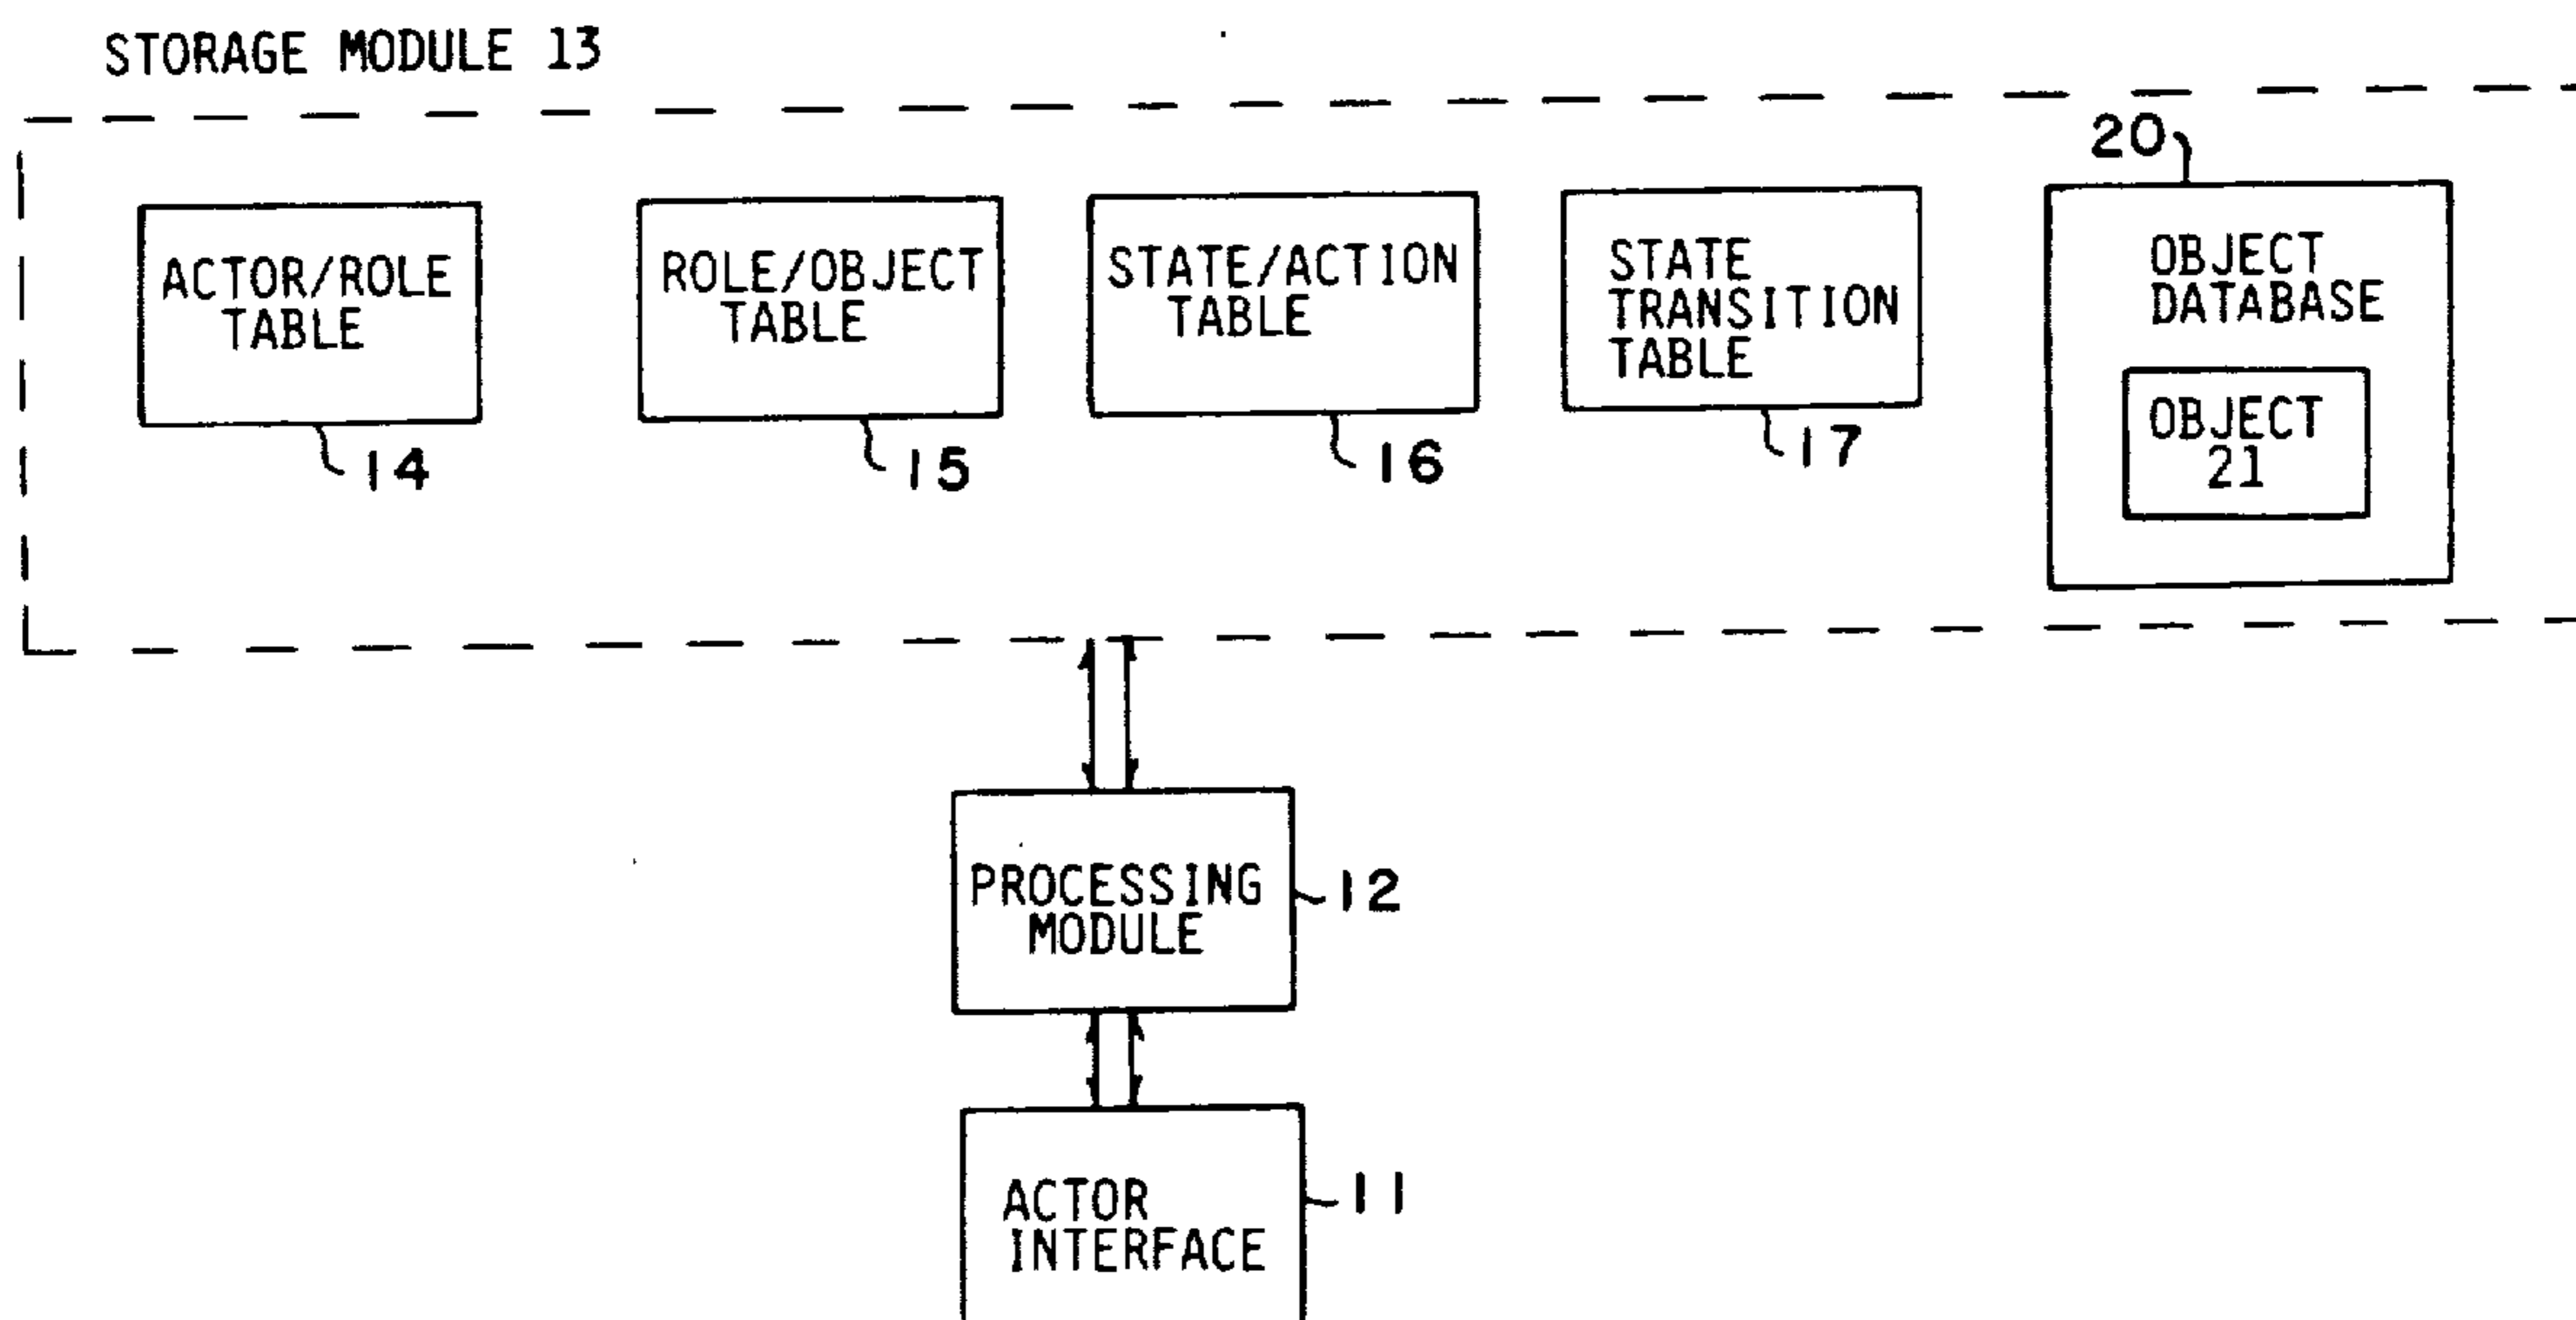 STORAGE MODULE 13
20
ACTOR/ROLE
TABLE
14
ROLE/OBJECT
TABLE
15
STATE/ACTION
TABLE
16
STATE
TRANSITION
TABLE
17
OBJECT
DATABASE
OBJECT
21
PROCESSING
MODULE
12
ACTOR
INTERFACE
11